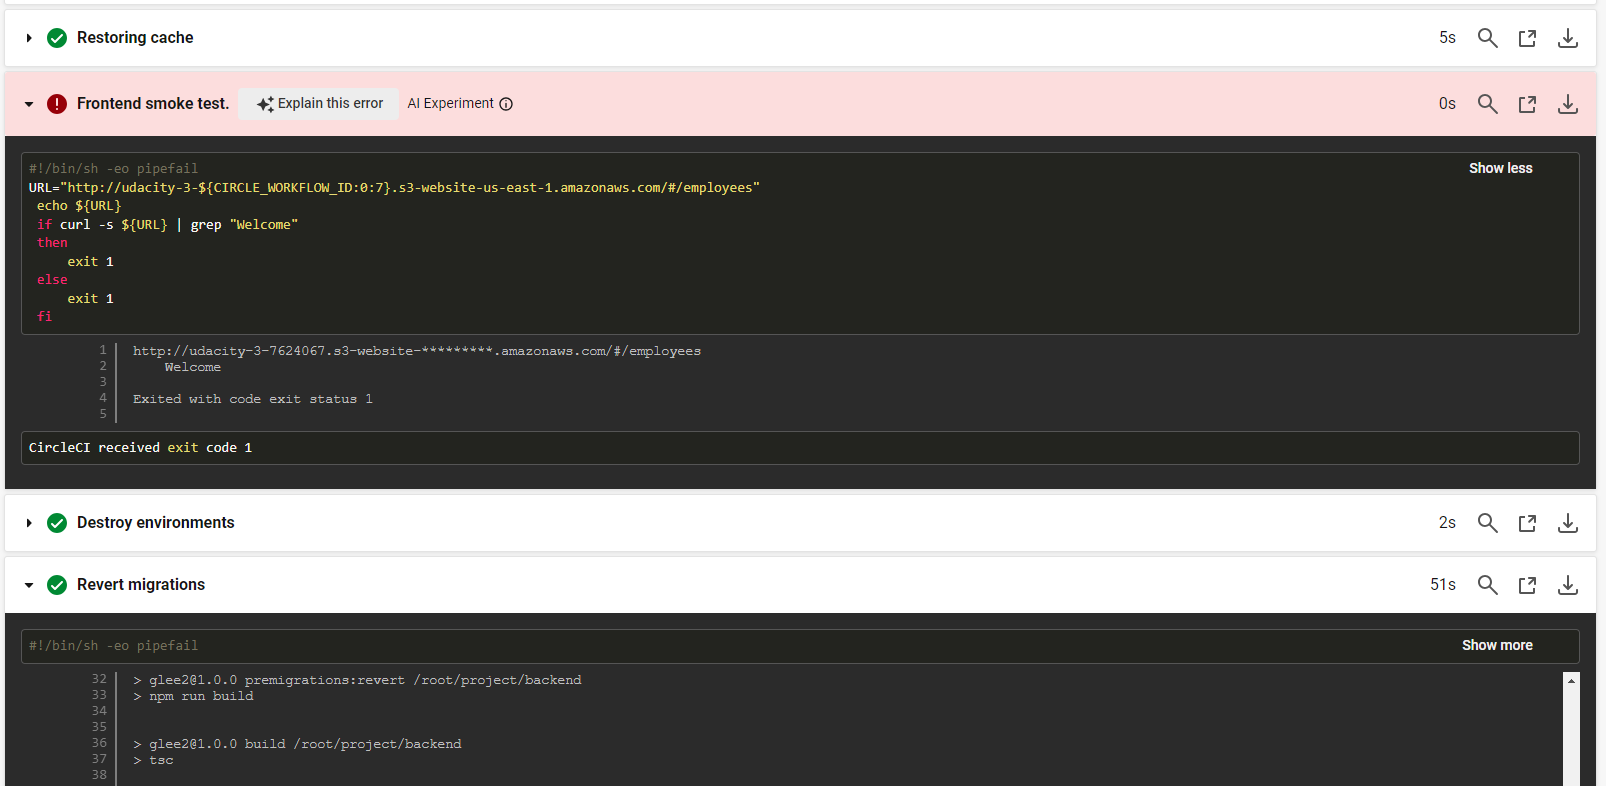 Restoring cache 5s
Frontend smoke test. Explain this error AI Experiment 0s
#!/bin/sh -eo pipefail Show less
URL="http://udacity-3-${CIRCLE_WORKFLOW_ID:0:7}.s3-website-us-east-1.amazonaws.com/#/employees"
echo ${URL}
if curl -s ${URL} | grep "Welcome"
then
exit 1
else
exit 1
fi
1 http://udacity-3-7624067.s3-website-*********.amazonaws.com/#/employees
2 Welcome
3
4 Exited with code exit status 1
5
CircleCI received exit code 1
Destroy environments 2s
Revert migrations 51s
#!/bin/sh -eo pipefail Show more
32 > glee2@1.0.0 premigrations:revert /root/project/backend
33 > npm run build
34
35
36 > glee2@1.0.0 build /root/project/backend
37 > tsc
38